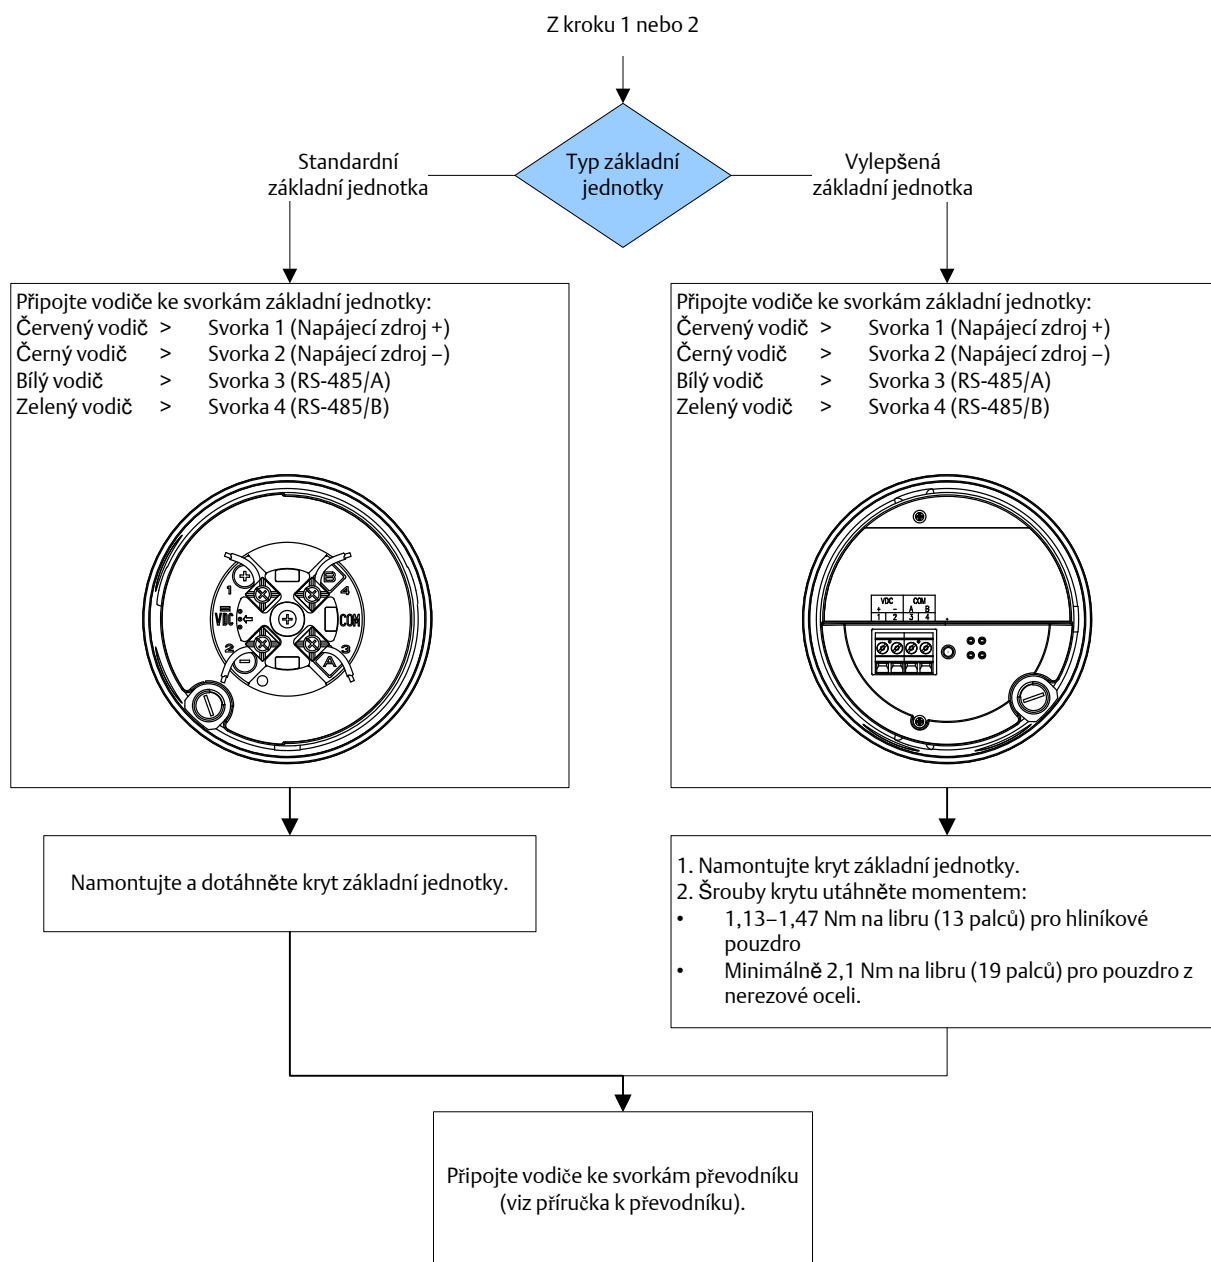 Z kroku 1 nebo 2
Typ základní
jednotky
Standardní
základní jednotka
Vylepšená
základní jednotka
Připojte vodiče ke svorkám základní jednotky:
Červený vodič > Svorka 1 (Napájecí zdroj +)
Černý vodič > Svorka 2 (Napájecí zdroj –)
Bílý vodič > Svorka 3 (RS-485/A)
Zelený vodič > Svorka 4 (RS-485/B)
1
B
4
VDC
COM
2
3
A
Připojte vodiče ke svorkám základní jednotky:
Červený vodič > Svorka 1 (Napájecí zdroj +)
Černý vodič > Svorka 2 (Napájecí zdroj –)
Bílý vodič > Svorka 3 (RS-485/A)
Zelený vodič > Svorka 4 (RS-485/B)
VDC COM
+ – A B
1 2 3 4
Namontujte a dotáhněte kryt základní jednotky.
1. Namontujte kryt základní jednotky.
2. Šrouby krytu utáhněte momentem:
• 1,13–1,47 Nm na libru (13 palců) pro hliníkové
pouzdro
• Minimálně 2,1 Nm na libru (19 palců) pro pouzdro z
nerezové oceli.
Připojte vodiče ke svorkám převodníku
(viz příručka k převodníku).